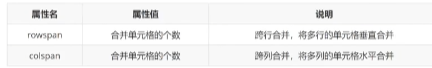 属性名 属性值 说明
rowspan 合并单元格的个数 跨行合并，将多行的单元格垂直合并
colspan 合并单元格的个数 跨列合并，将多列的单元格水平合并